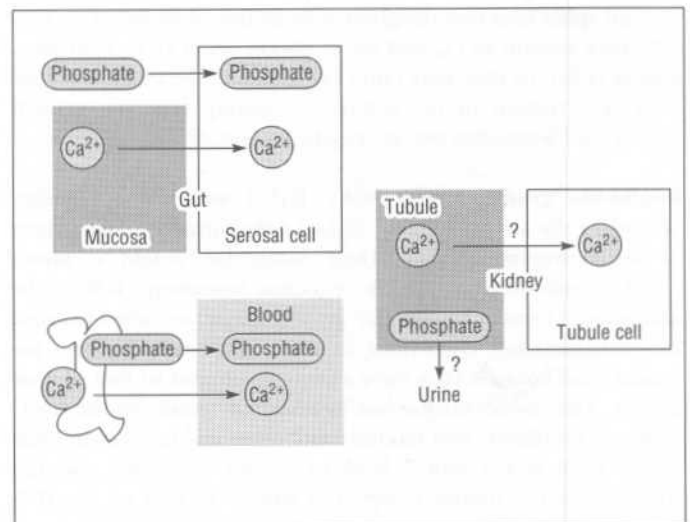 Phosphate
Phosphate
Ca2+
Ca2+
Gut
Mucosa
Serosal cell
Tubule
?
Ca2+
Ca2+
Kidney
Phosphate
Tubule cell
?
Urine
Blood
Phosphate
Phosphate
Ca2+
Ca2+